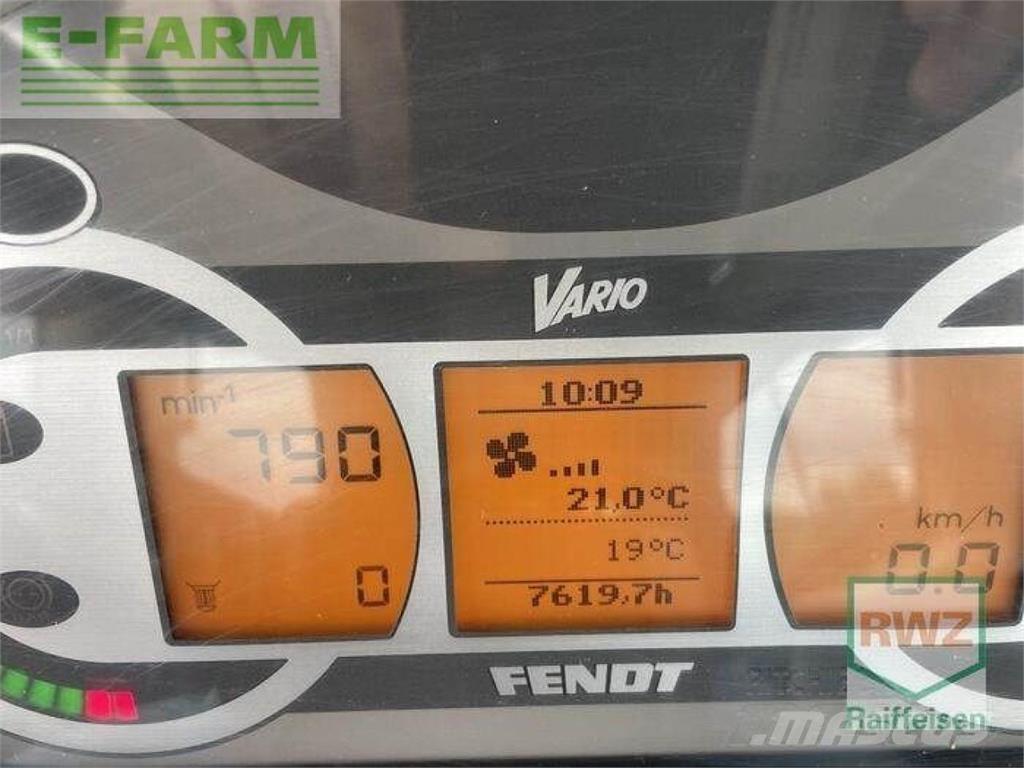 E-FARM
VARIO
min-1
790
0
10:09
21,0°C
19°C
7619,7h
km/h
0.0
FENDT
RWZ
Raiffeisen
MASCUS